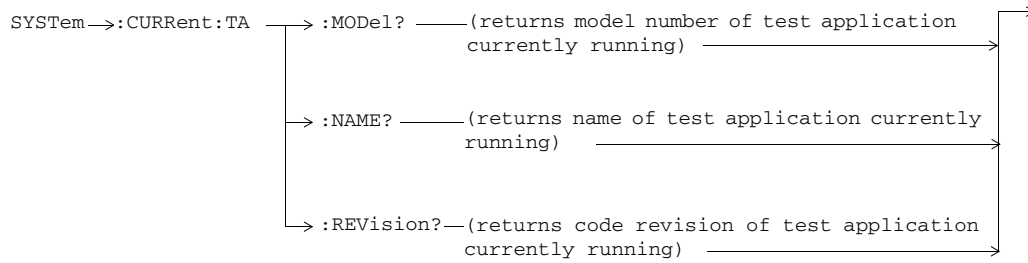 SYSTem :CURRent:TA :MODel? (returns model number of test application
currently running)
:NAME? (returns name of test application currently
running)
:REVision? (returns code revision of test application
currently running)